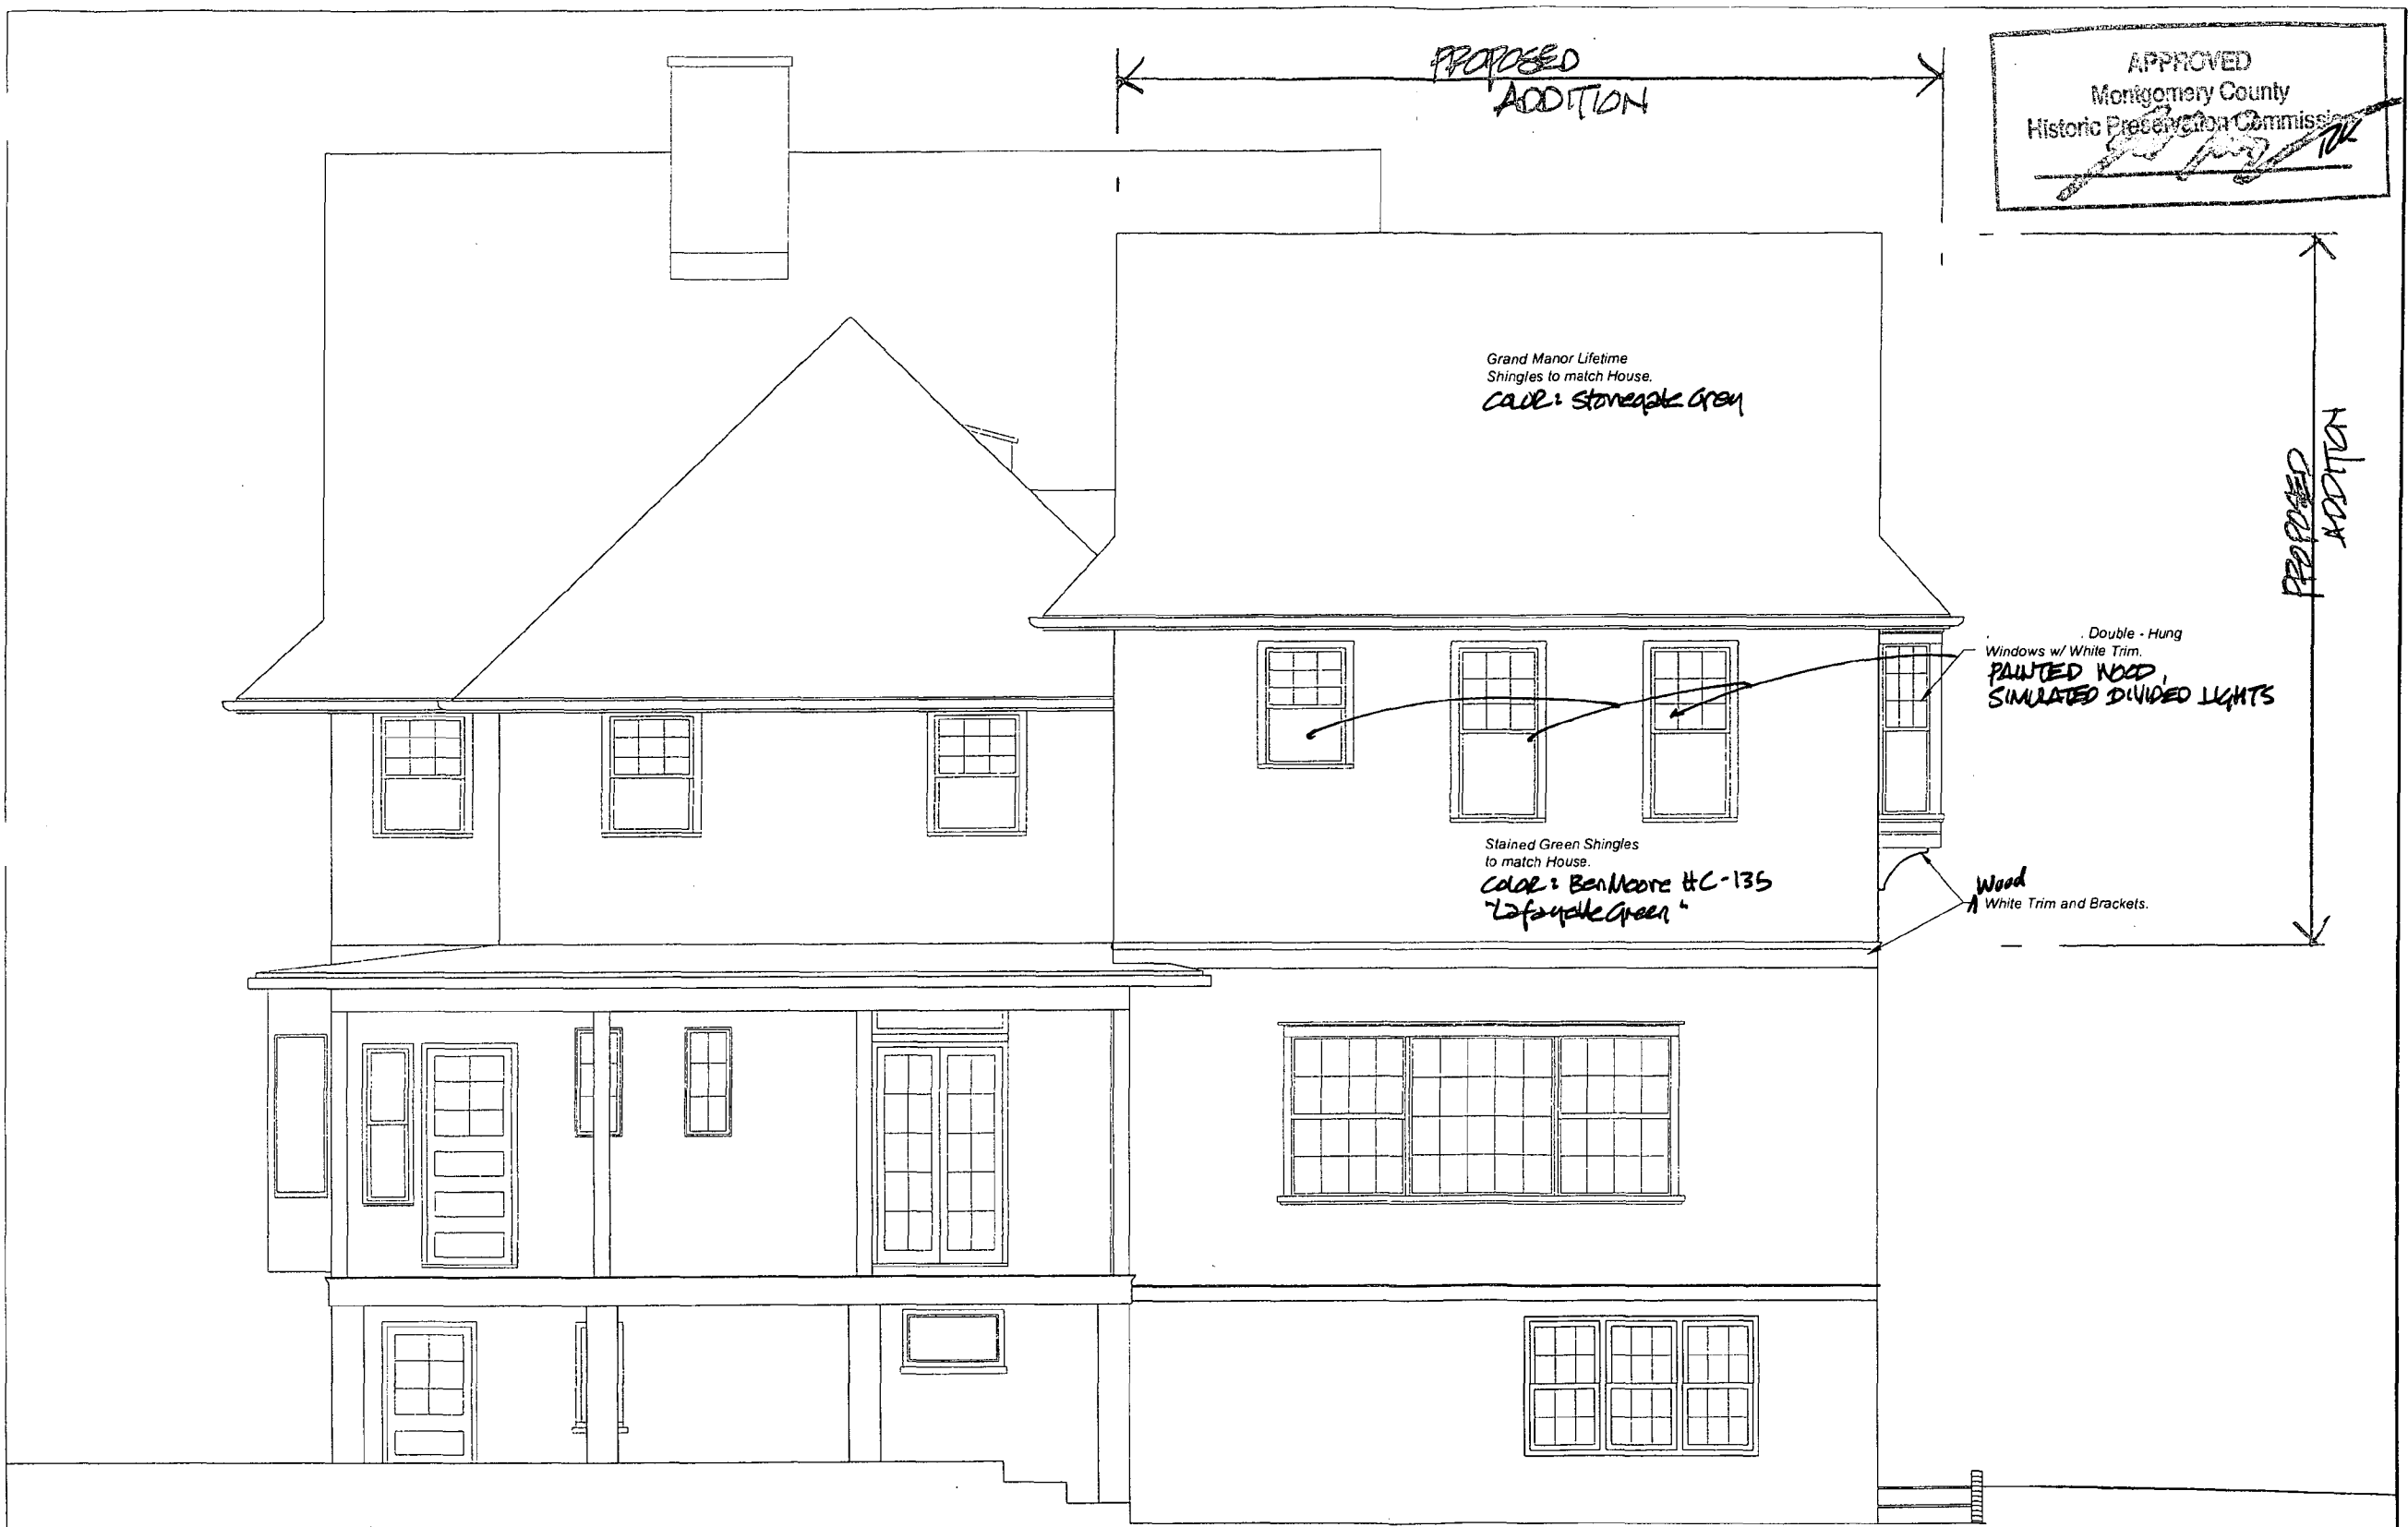 PROPOSED
ADDITION
APPROVED
Montgomery County
Historic Preservation Commission
Grand Manor Lifetime
Shingles to match House.
COLOR: Stonegate Grey
PROPOSED
ADDITION
Double - Hung
Windows w/ White Trim.
PAINTED WOOD,
SIMULATED DIVIDED LIGHTS
Stained Green Shingles
to match House.
COLOR: Ben Moore HC-135
"Lafayette Green"
Wood
White Trim and Brackets.